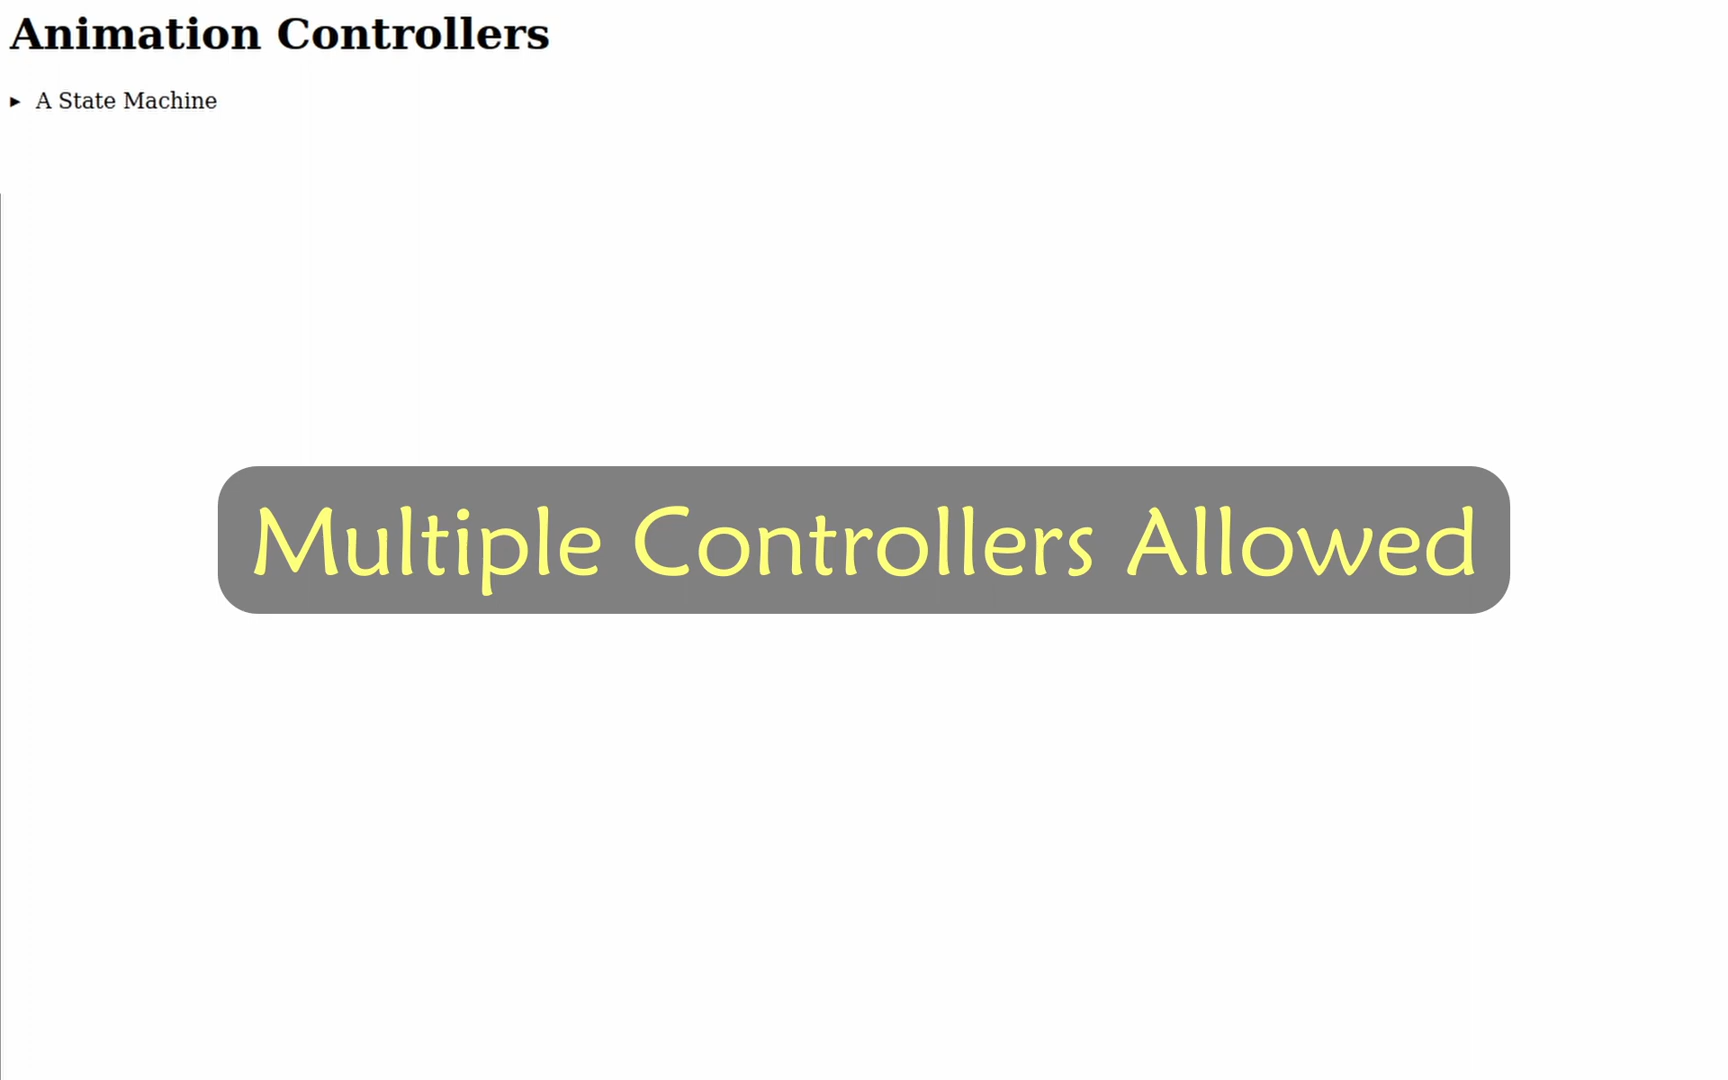 Animation Controllers
▸ A State Machine
Multiple Controllers Allowed